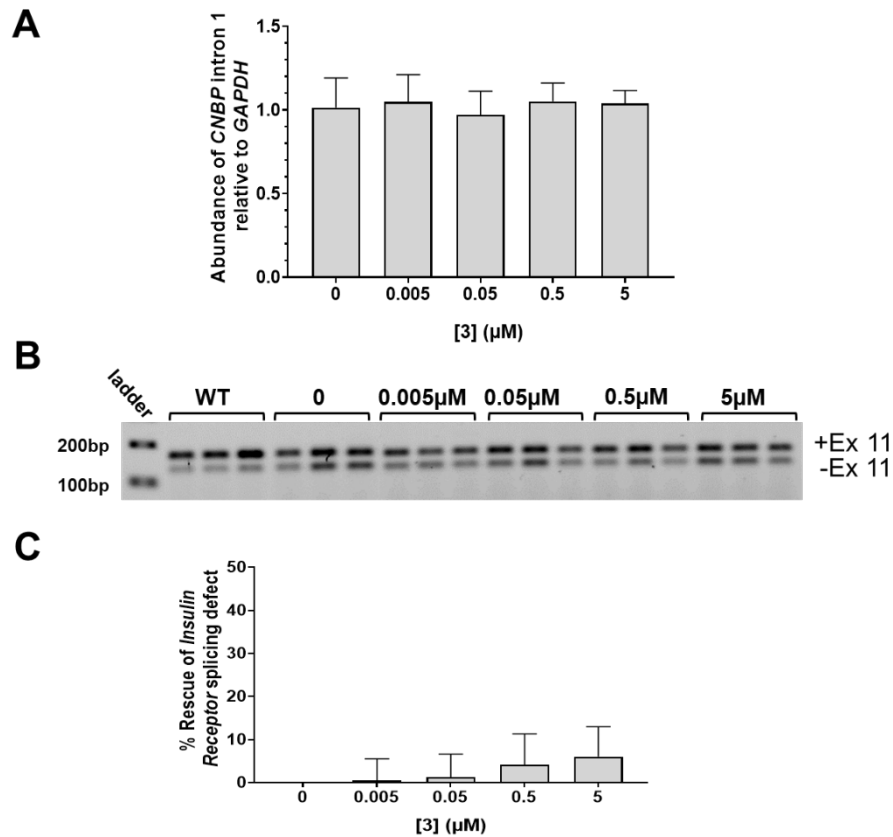 A
Abundance of CNBP intron 1
relative to GAPDH
1.5
1.0
0.5
0.0
0 0.005 0.05 0.5 5
[3] (µM)
B
ladder WT 0 0.005µM 0.05µM 0.5µM 5µM
200bp +Ex 11
100bp -Ex 11
C
% Rescue of Insulin
Receptor splicing defect
50
40
30
20
10
0
0 0.005 0.05 0.5 5
[3] (µM)